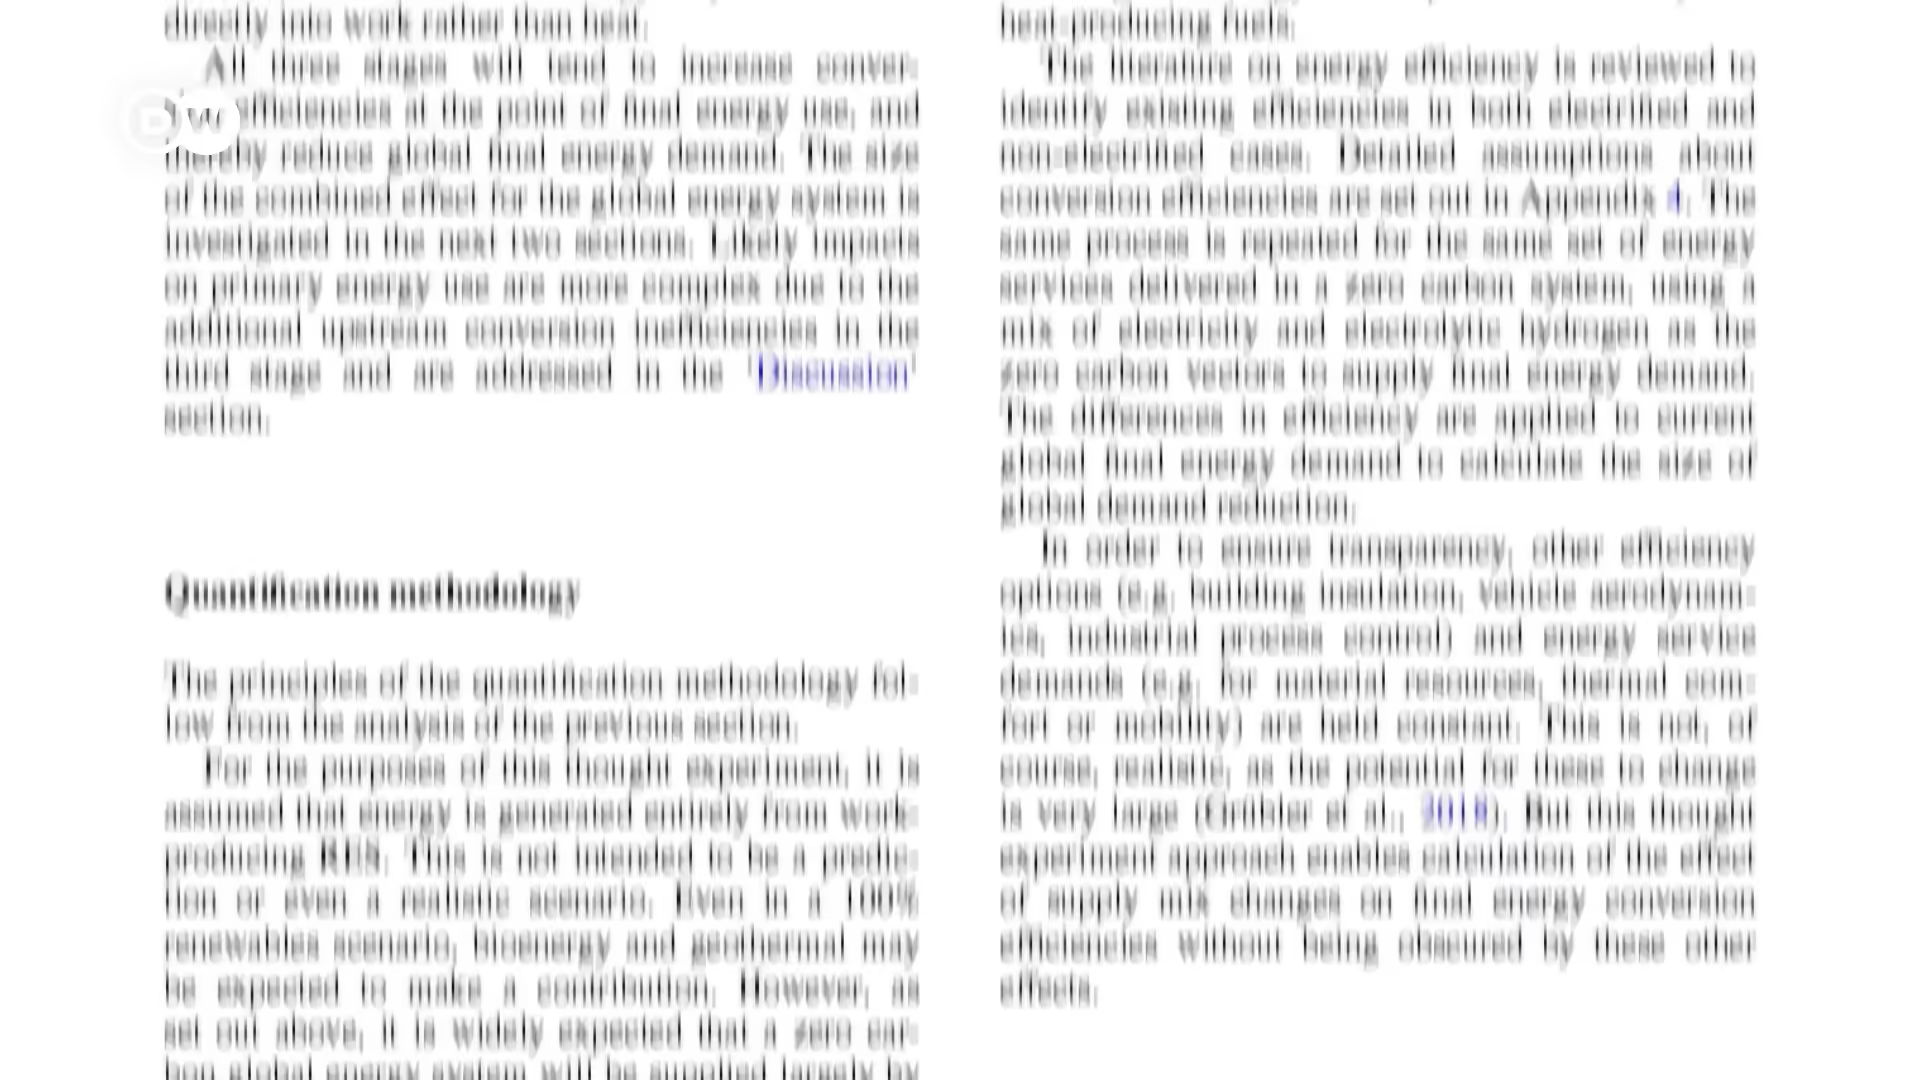 directly into work rather than heat.
All three stages will tend to increase conver-
efficiencies at the point of final energy use, and
thereby reduce global final energy demand. The size
of the combined effect for the global energy system is
investigated in the next two sections. Likely impacts
on primary energy use are more complex due to the
additional upstream conversion inefficiencies in the
third stage and are addressed in the 'Discussion'
section.
Quantification methodology
The principles of the quantification methodology fol-
low from the analysis of the previous section.
For the purposes of this thought experiment, it is
assumed that energy is generated entirely from work-
producing RES. This is not intended to be a predic-
tion or even a realistic scenario. Even in a 100%
renewables scenario, bioenergy and geothermal may
be expected to make a contribution. However, as
set out above, it is widely expected that a zero car-
bon global energy system will be supplied largely by
heat-producing fuels.
The literature on energy efficiency is reviewed to
identify existing efficiencies in both electrified and
non-electrified cases. Detailed assumptions about
conversion efficiencies are set out in Appendix 4. The
same process is repeated for the same set of energy
services delivered in a zero carbon system, using a
mix of electricity and electrolytic hydrogen as the
zero carbon vectors to supply final energy demand.
The differences in efficiency are applied to current
global final energy demand to calculate the size of
global demand reduction.
In order to ensure transparency, other efficiency
options (e.g. building insulation, vehicle aerodynam-
ics, industrial process control) and energy service
demands (e.g. for material resources, thermal com-
fort or mobility) are held constant. This is not, of
course, realistic, as the potential for these to change
is very large (Grübler et al., 2018). But this thought
experiment approach enables calculation of the effect
of supply mix changes on final energy conversion
efficiencies without being obscured by these other
effects.
DW